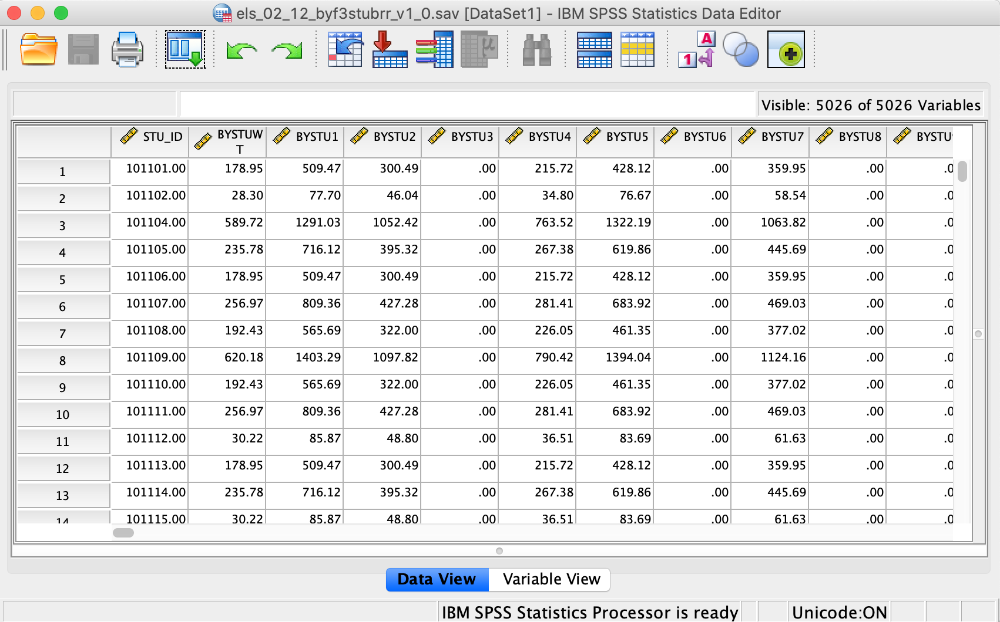 els_02_12_byf3stubrr_v1_0.sav [DataSet1] - IBM SPSS Statistics Data Editor
A
1
µ
Visible: 5026 of 5026 Variables
STU_ID BYSTUWT BYSTU1 BYSTU2 BYSTU3 BYSTU4 BYSTU5 BYSTU6 BYSTU7 BYSTU8 BYSTU
1 101101.00 178.95 509.47 300.49 .00 215.72 428.12 .00 359.95 .00 .0
2 101102.00 28.30 77.70 46.04 .00 34.80 76.67 .00 58.54 .00 .0
3 101104.00 589.72 1291.03 1052.42 .00 763.52 1322.19 .00 1063.82 .00 .0
4 101105.00 235.78 716.12 395.32 .00 267.38 619.86 .00 445.69 .00 .0
5 101106.00 178.95 509.47 300.49 .00 215.72 428.12 .00 359.95 .00 .0
6 101107.00 256.97 809.36 427.28 .00 281.41 683.92 .00 469.03 .00 .0
7 101108.00 192.43 565.69 322.00 .00 226.05 461.35 .00 377.02 .00 .0
8 101109.00 620.18 1403.29 1097.82 .00 790.42 1394.04 .00 1124.16 .00 .0
9 101110.00 192.43 565.69 322.00 .00 226.05 461.35 .00 377.02 .00 .0
10 101111.00 256.97 809.36 427.28 .00 281.41 683.92 .00 469.03 .00 .0
11 101112.00 30.22 85.87 48.80 .00 36.51 83.69 .00 61.63 .00 .0
12 101113.00 178.95 509.47 300.49 .00 215.72 428.12 .00 359.95 .00 .0
13 101114.00 235.78 716.12 395.32 .00 267.38 619.86 .00 445.69 .00 .0
14 101115.00 30.22 85.87 48.80 .00 36.51 83.69 .00 61.63 .00 .0
Data View Variable View
IBM SPSS Statistics Processor is ready Unicode:ON